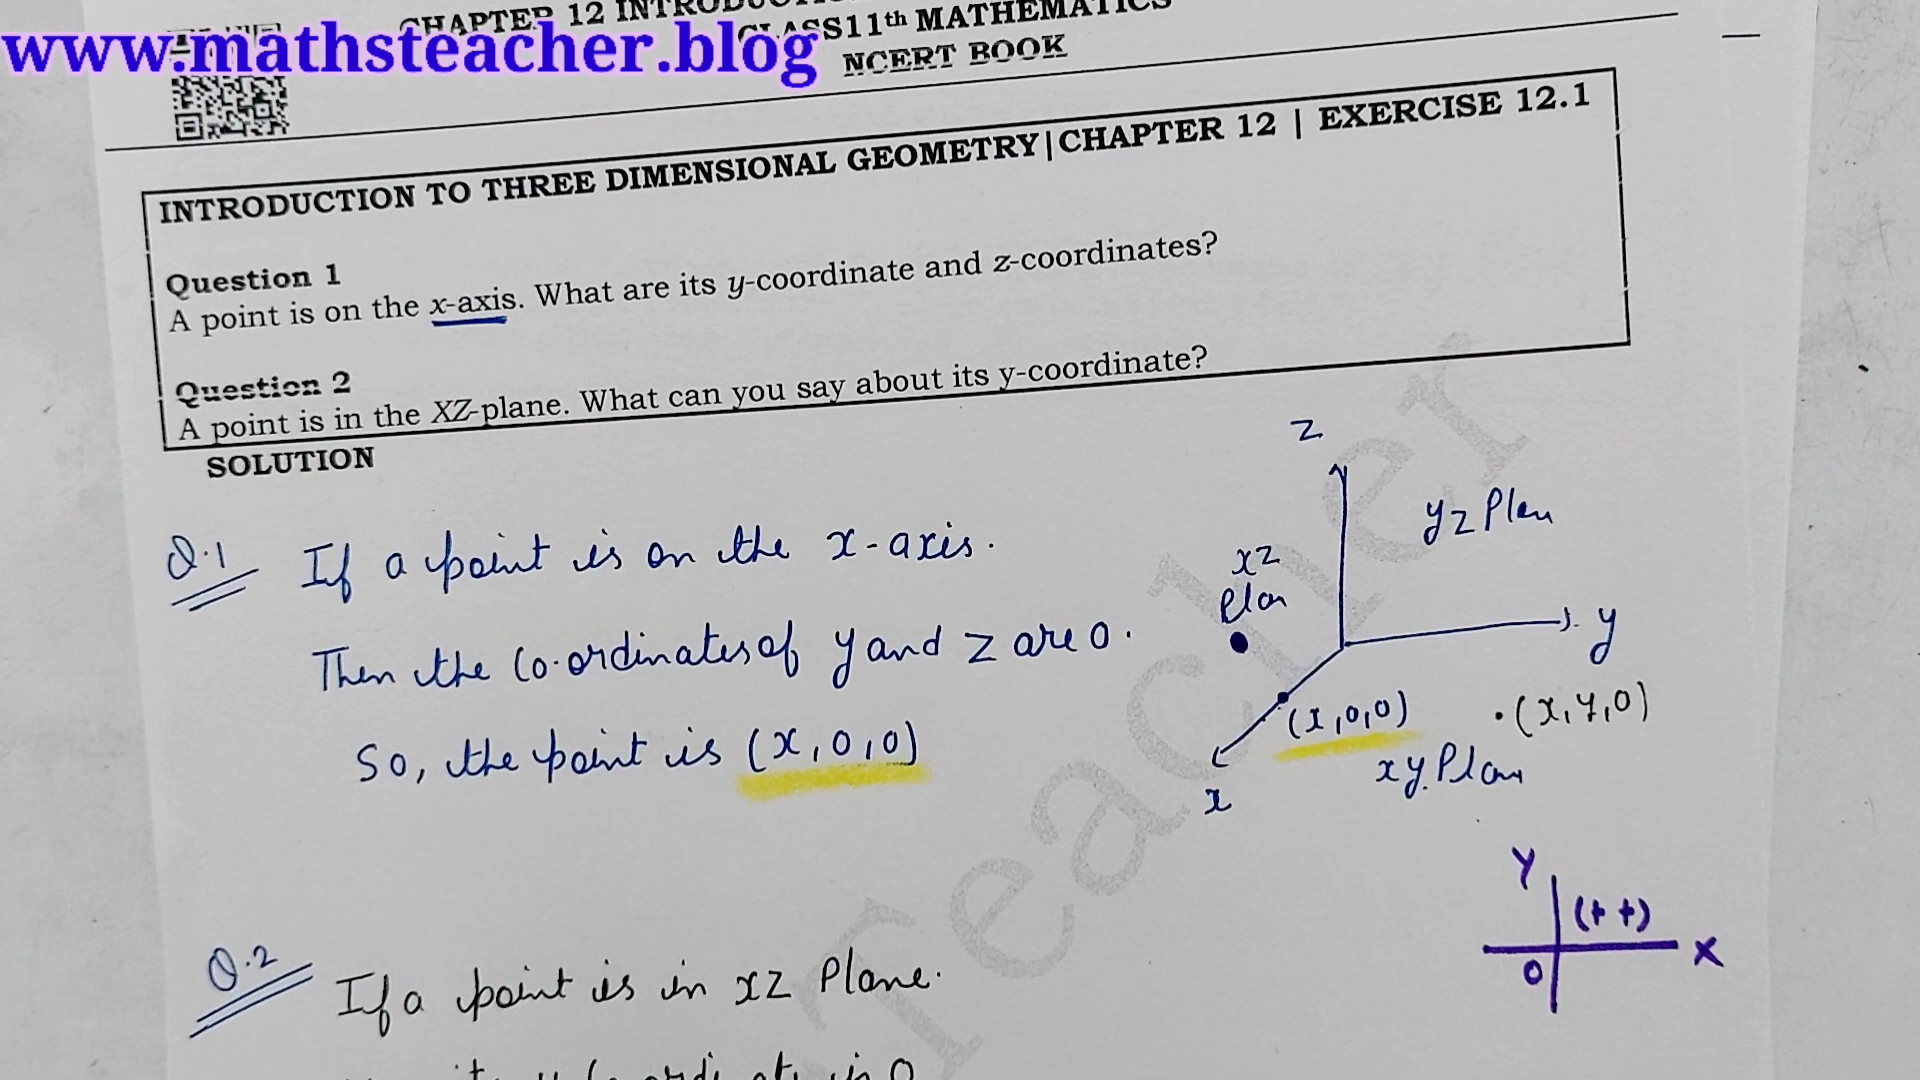 CHAPTER 12
www.mathsteacher.blog
CLASS11th MATHEMATICS
NCERT BOOK
INTRODUCTION TO THREE DIMENSIONAL GEOMETRY|CHAPTER 12 | EXERCISE 12.1
Question 1
A point is on the x-axis. What are its y-coordinate and z-coordinates?
Question 2
A point is in the XZ-plane. What can you say about its y-coordinate?
SOLUTION
Q.1 If a point is on the x-axis.
Then the Co-ordinates of y and z are 0.
So, the point is (x, 0, 0)
z
yz Plan
xz
Plan
y
(x, 0, 0)
(x, y, 0)
xy Plan
x
Y
(+ +)
X
O
Q.2 If a point is in xz Plane.